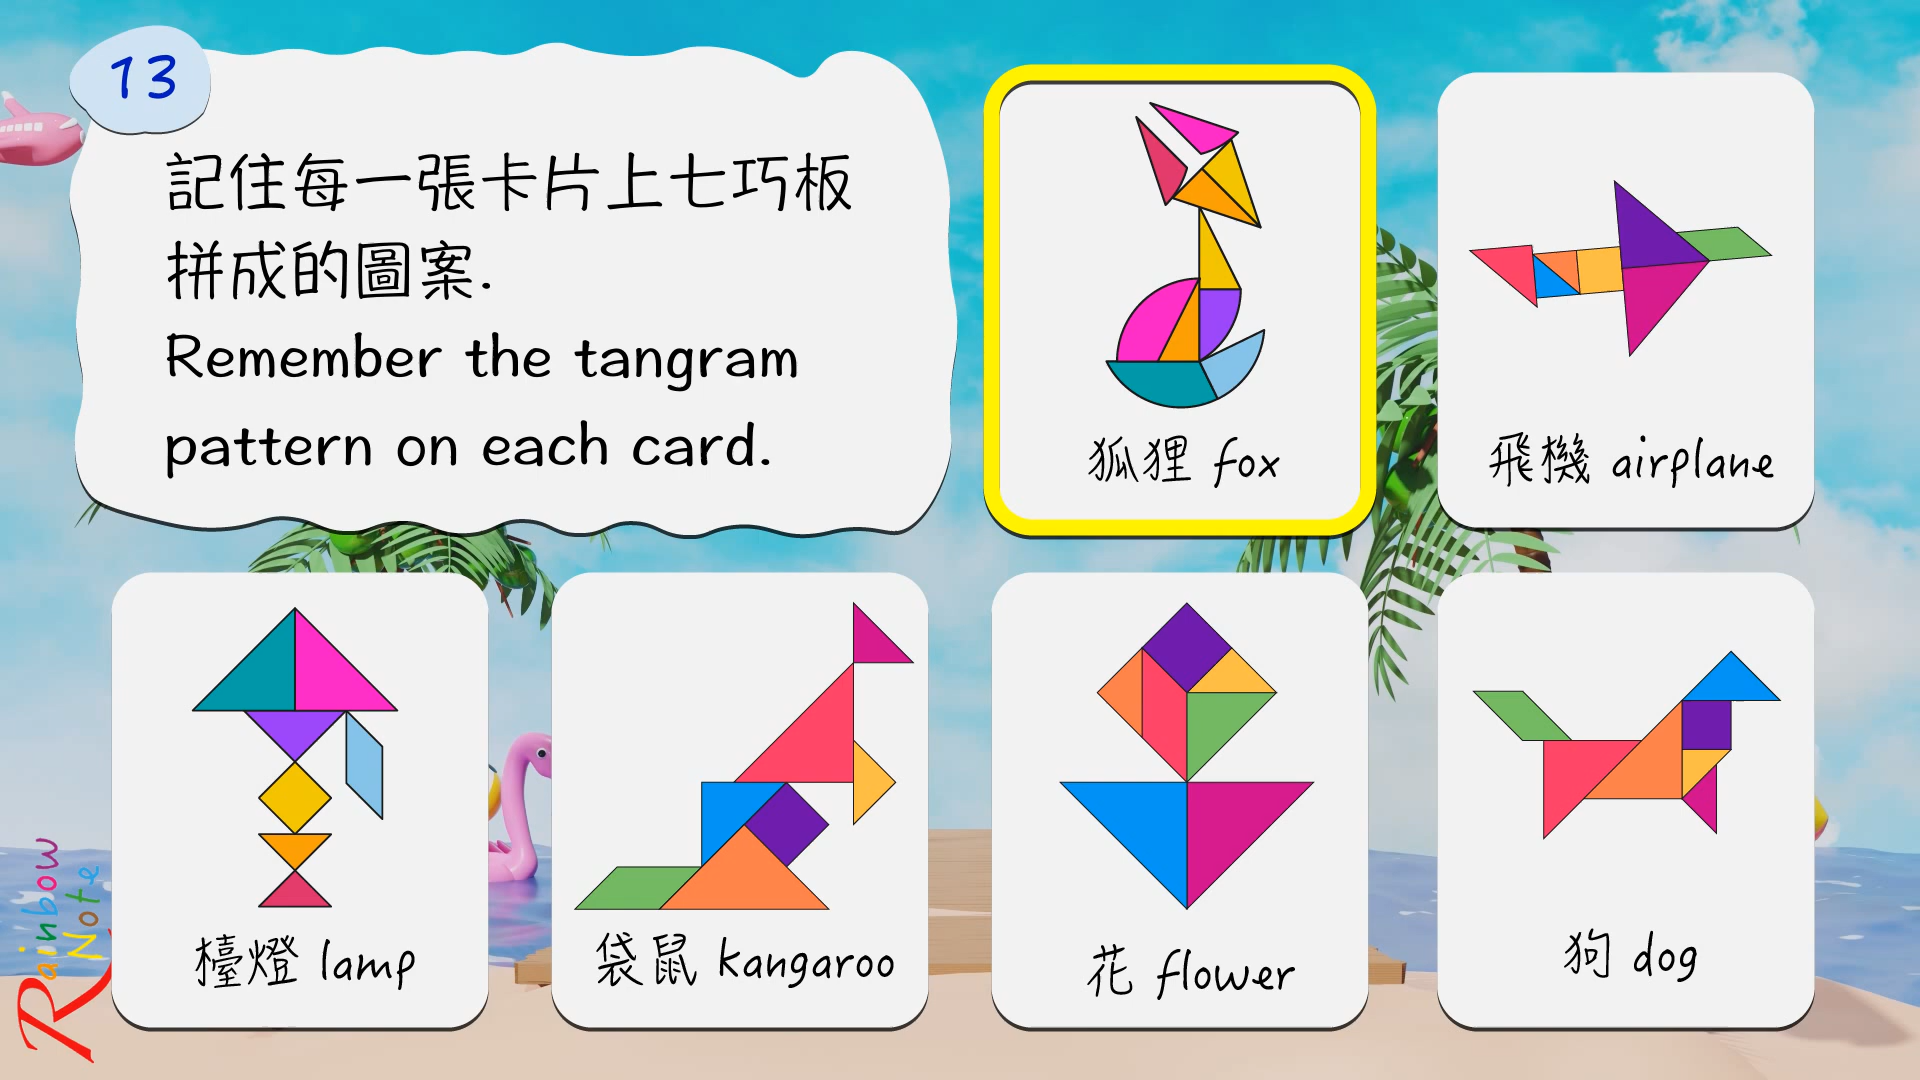 13
記住每一張卡片上七巧板
拼成的圖案.
Remember the tangram
pattern on each card.
狐狸 fox
飛機 airplane
檯燈 lamp
袋鼠 kangaroo
花 flower
狗 dog
Rainbow
Note